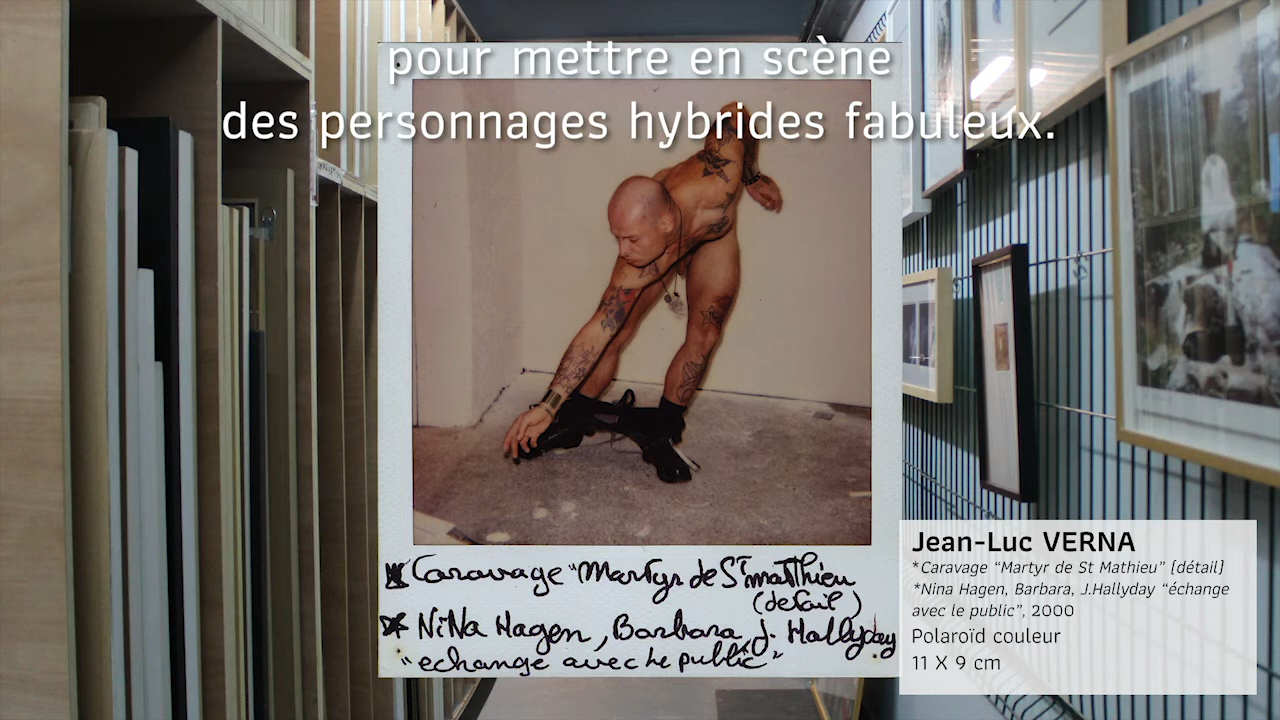 pour mettre en scène
des personnages hybrides fabuleux.
* Caravage "Martyr de St matthieu
(detail)
* NiNa Hagen, Barbara, J. Hallyday
"echange avec Le public"
Jean-Luc VERNA
*Caravage “Martyr de St Mathieu” [détail]
*Nina Hagen, Barbara, J.Hallyday “échange
avec le public”, 2000
Polaroïd couleur
11 X 9 cm